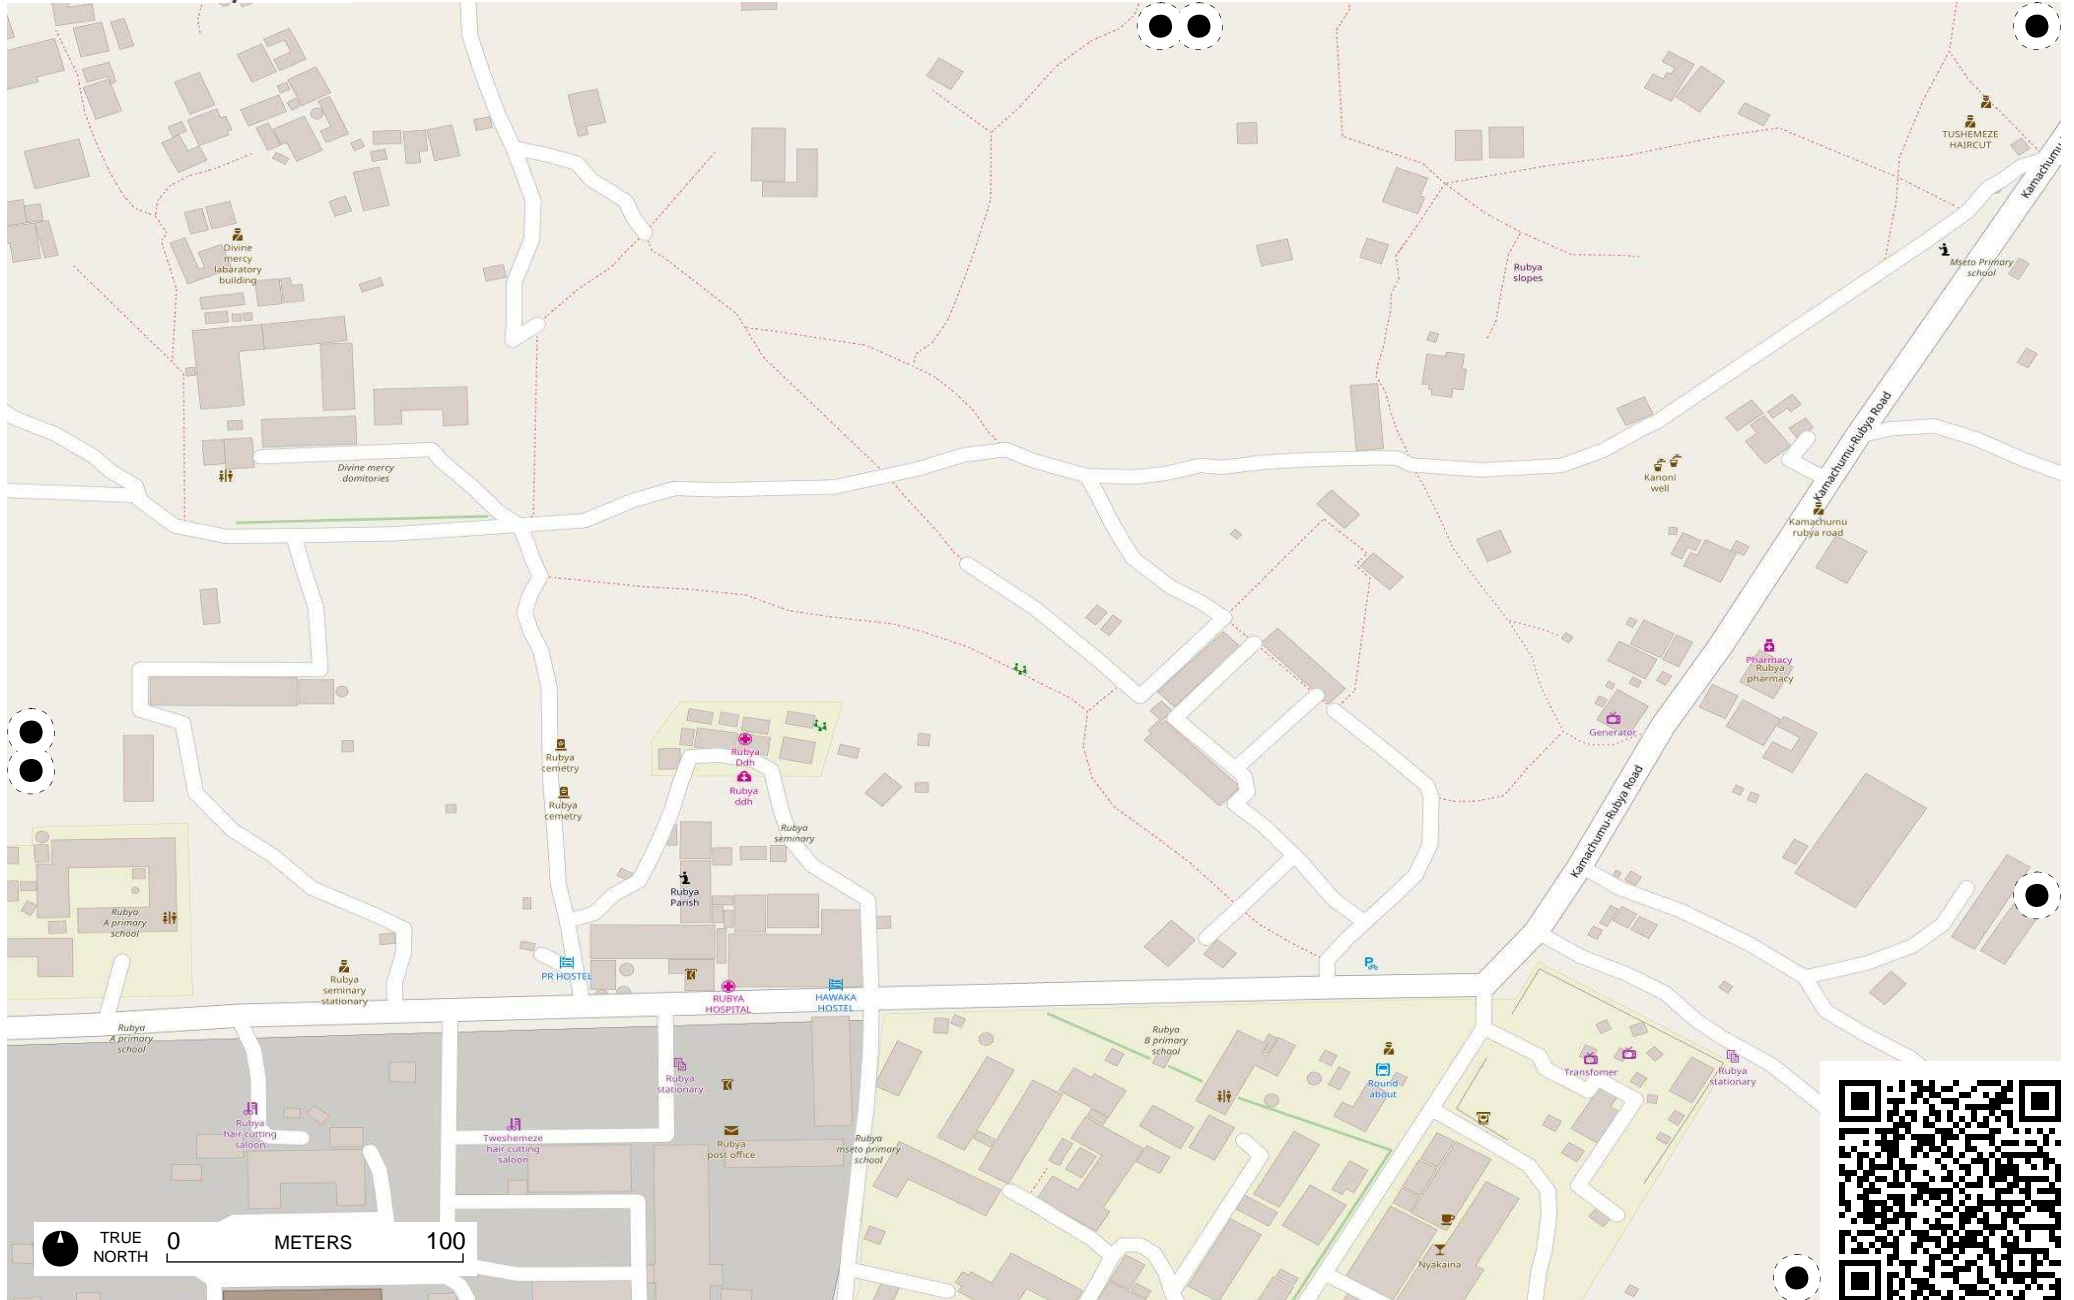 TUSHEMEZE
HAIRCUT
Kamachumu
Divine
mercy
labaratory
building
Rubya
slopes
Mseto Primary
school
Kamachumu-Rubya Road
Divine mercy
domitories
Kanoni
well
Kamachumu
rubya road
Pharmacy
Rubya
pharmacy
Generator
Rubya
cemetry
Rubya
Ddh
Rubya
ddh
Rubya
cemetry
Kamachumu-Rubya Road
Rubya
seminary
Rubya
Parish
Rubya
A primary
school
PR HOSTEL
Rubya
seminary
stationary
RUBYA
HOSPITAL
HAWAKA
HOSTEL
P
Rubya
A primary
school
Rubya
B primary
school
Rubya
stationary
Round
about
Transfomer
Rubya
stationary
Rubya
hair cutting
saloon
Tweshemeze
hair cutting
saloon
Rubya
post office
Rubya
mseto primary
school
Nyakaina
TRUE
NORTH
0 METERS 100